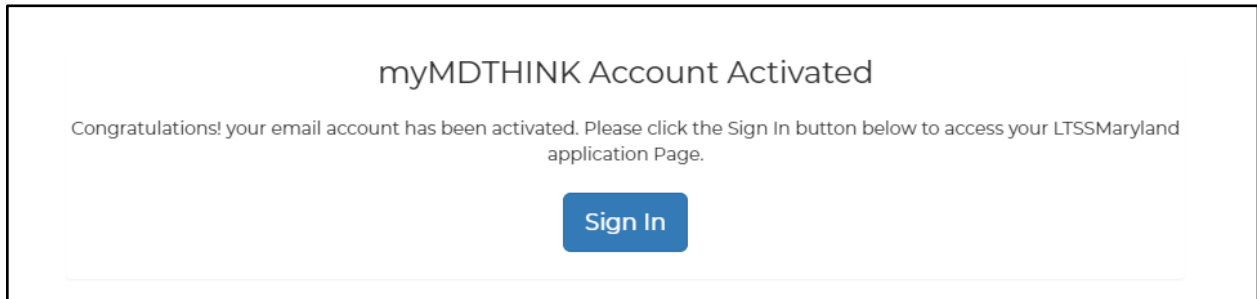 myMDTHINK Account Activated
Congratulations! your email account has been activated. Please click the Sign In button below to access your LTSSMaryland
application Page.
Sign In